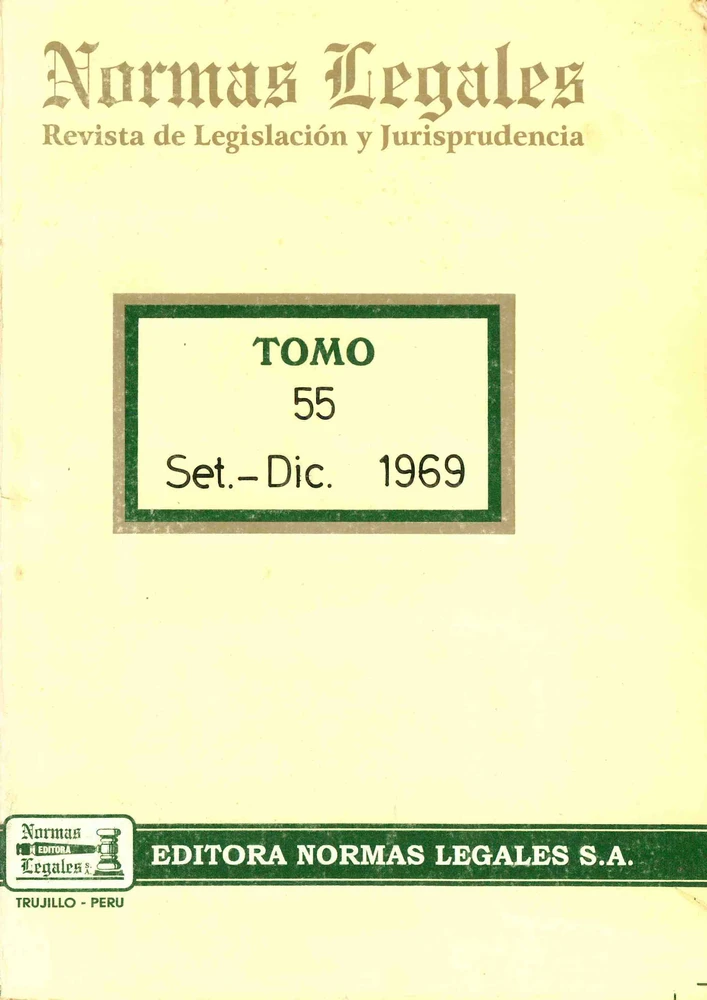 Normas Legales
Revista de Legislación y Jurisprudencia
TOMO
55
Set.-Dic. 1969
Normas
EDITORA
Legales S.A.
EDITORA NORMAS LEGALES S.A.
TRUJILLO - PERU